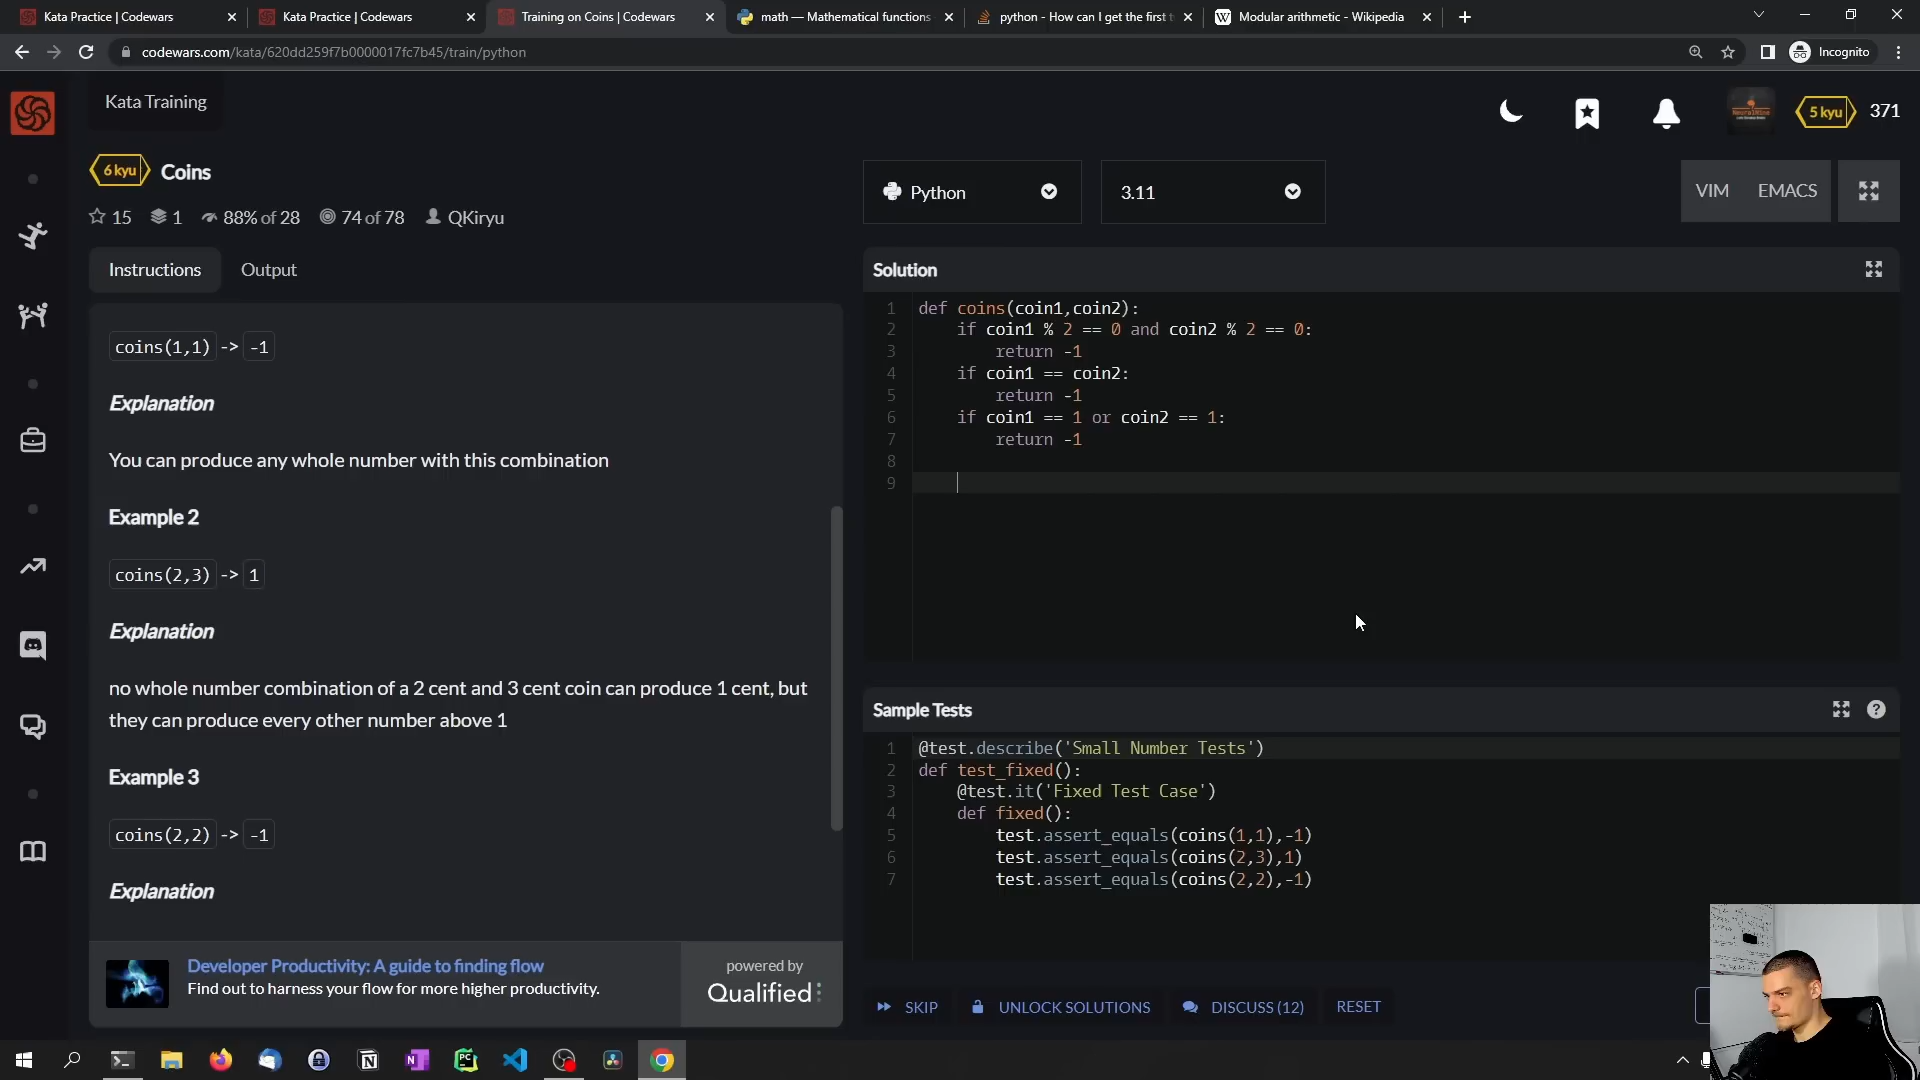 Kata Practice | Codewars
Kata Practice | Codewars
Training on Coins | Codewars
math — Mathematical functions
python - How can I get the first t
Modular arithmetic - Wikipedia
codewars.com/kata/620dd259f7b0000017fc7b45/train/python
Incognito
Kata Training
5 kyu
371
6 kyu
Coins
15
1
88% of 28
74 of 78
QKiryu
Python
3.11
VIM
EMACS
Instructions
Output
coins(1,1) -> -1
Explanation
You can produce any whole number with this combination
Example 2
coins(2,3) -> 1
Explanation
no whole number combination of a 2 cent and 3 cent coin can produce 1 cent, but
they can produce every other number above 1
Example 3
coins(2,2) -> -1
Explanation
Developer Productivity: A guide to finding flow
Find out to harness your flow for more higher productivity.
powered by
Qualified
Solution
1 def coins(coin1,coin2):
2 if coin1 % 2 == 0 and coin2 % 2 == 0:
3 return -1
4 if coin1 == coin2:
5 return -1
6 if coin1 == 1 or coin2 == 1:
7 return -1
8
9
Sample Tests
1 @test.describe('Small Number Tests')
2 def test_fixed():
3 @test.it('Fixed Test Case')
4 def fixed():
5 test.assert_equals(coins(1,1),-1)
6 test.assert_equals(coins(2,3),1)
7 test.assert_equals(coins(2,2),-1)
SKIP
UNLOCK SOLUTIONS
DISCUSS (12)
RESET